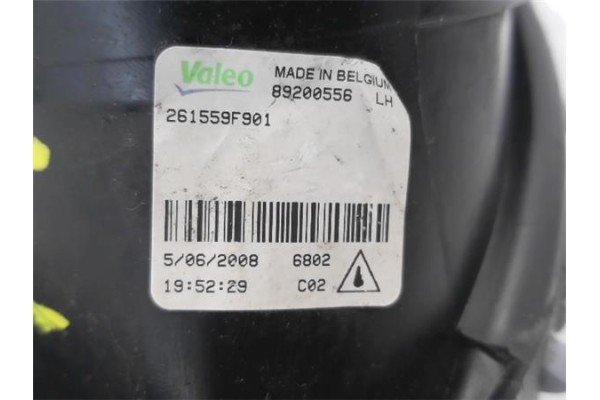 Valeo MADE IN BELGIUM
89200556 LH
261559F901
5/06/2008 6802
19:52:29 C02